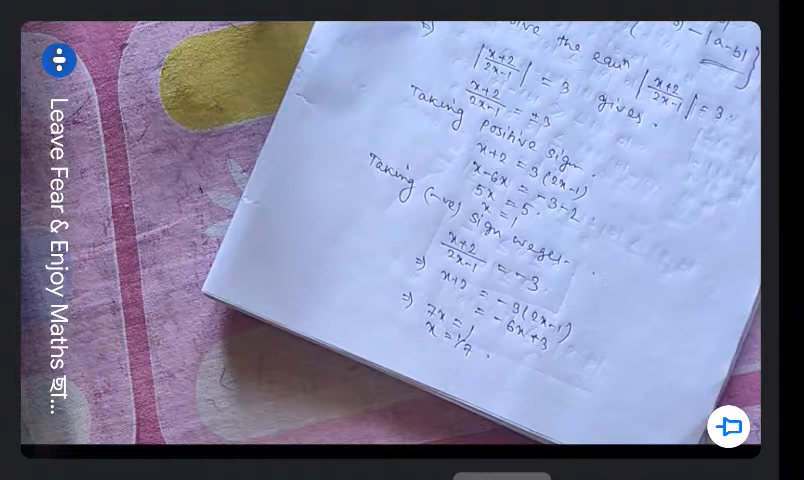 Leave Fear & Enjoy Maths ছা...
- |a-b|}
the eqn |x+2/2x-1| = 3.
|x+2/2x-1| = 3 gives.
x+2/2x-1 = ±3
Taking positive sign.
x+2 = 3(2x-1)
x-6x = -3-2
5x = 5.
x = 1
Taking (-ve) sign
x+2/2x-1 = -3
⇒ x+2 = -3(2x-1)
= -6x+3
⇒ 7x = 1
x = 1/7.